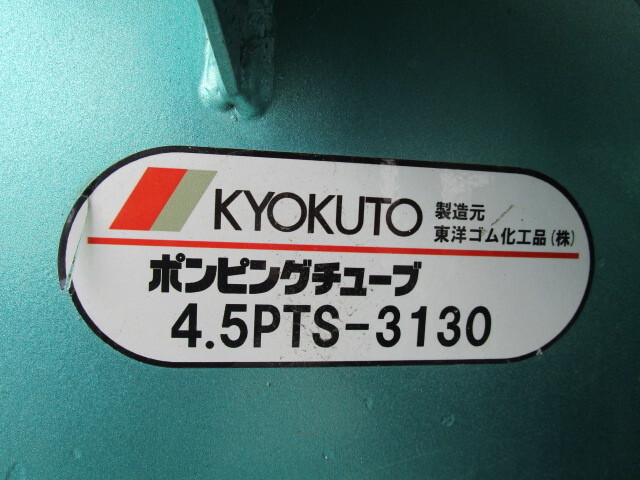 KYOKUTO
製造元
東洋ゴム化工品(株)
ポンピングチューブ
4.5PTS-3130